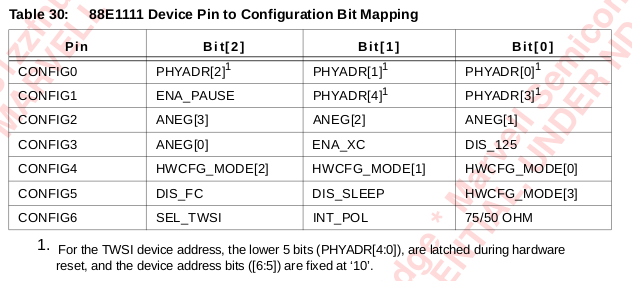 Table 30: 88E1111 Device Pin to Configuration Bit Mapping
Pin Bit[2] Bit[1] Bit[0]
CONFIG0 PHYADR[2]1 PHYADR[1]1 PHYADR[0]1
CONFIG1 ENA_PAUSE PHYADR[4]1 PHYADR[3]1
CONFIG2 ANEG[3] ANEG[2] ANEG[1]
CONFIG3 ANEG[0] ENA_XC DIS_125
CONFIG4 HWCFG_MODE[2] HWCFG_MODE[1] HWCFG_MODE[0]
CONFIG5 DIS_FC DIS_SLEEP HWCFG_MODE[3]
CONFIG6 SEL_TWSI INT_POL 75/50 OHM
1. For the TWSI device address, the lower 5 bits (PHYADR[4:0]), are latched during hardware
reset, and the device address bits ([6:5]) are fixed at ‘10’.
MARVELL
* Marvell Semicon
UNDER